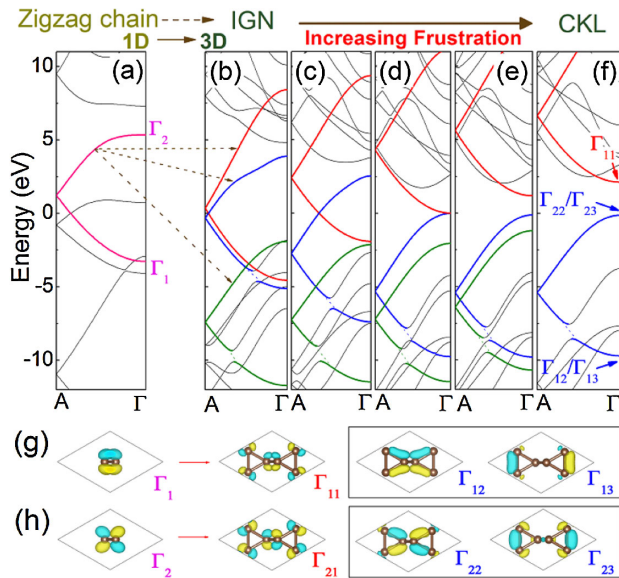 Zigzag chain IGN CKL
1D 3D Increasing Frustration
(a) (b) (c) (d) (e) (f)
Energy (eV)
10
5
0
-5
-10
Γ₂
Γ₁
Γ₁₁
Γ₂₂/Γ₂₃
Γ₁₂/Γ₁₃
A Γ A Γ A Γ A Γ A Γ A Γ
(g) Γ₁ Γ₁₁ Γ₁₂ Γ₁₃
(h) Γ₂ Γ₂₁ Γ₂₂ Γ₂₃